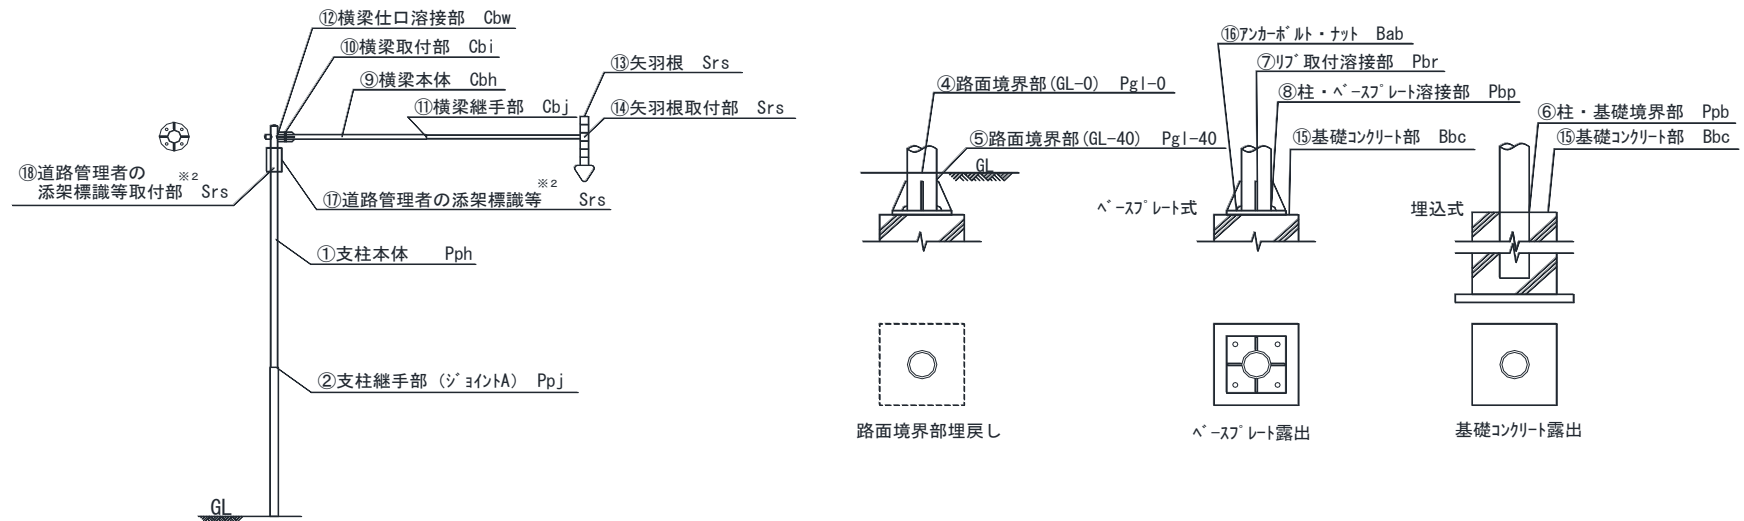 ⑫横梁仕口溶接部 Cbw
⑩横梁取付部 Cbi
⑨横梁本体 Cbh
⑪横梁継手部 Cbj
⑬矢羽根 Srs
⑭矢羽根取付部 Srs
⑱道路管理者の
添架標識等取付部 ※2 Srs
⑰道路管理者の添架標識等 ※2 Srs
①支柱本体 Pph
②支柱継手部 (ｼﾞｮｲﾝﾄA) Ppj
GL
④路面境界部(GL-0) Pgl-0
⑤路面境界部(GL-40) Pgl-40
GL
⑯ｱﾝｶｰﾎﾞﾙﾄ・ﾅｯﾄ Bab
⑦ﾘﾌﾞ取付溶接部 Pbr
⑧柱・ﾍﾞｰｽﾌﾟﾚｰﾄ溶接部 Pbp
⑮基礎ｺﾝｸﾘｰﾄ部 Bbc
ﾍﾞｰｽﾌﾟﾚｰﾄ式
⑥柱・基礎境界部 Ppb
⑮基礎ｺﾝｸﾘｰﾄ部 Bbc
埋込式
路面境界部埋戻し
ﾍﾞｰｽﾌﾟﾚｰﾄ露出
基礎ｺﾝｸﾘｰﾄ露出